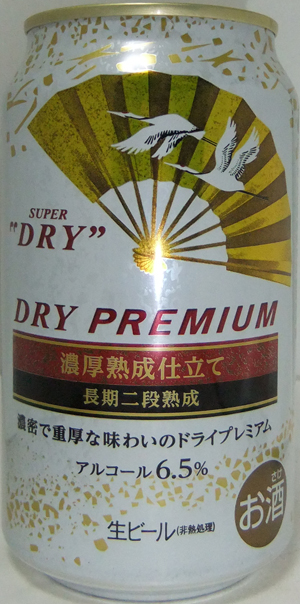 SUPER
"DRY"
DRY PREMIUM
濃厚熟成仕立て
長期二段熟成
濃密で重厚な味わいのドライプレミアム
アルコール6.5%
さけ
お酒
生ビール(非熱処理)